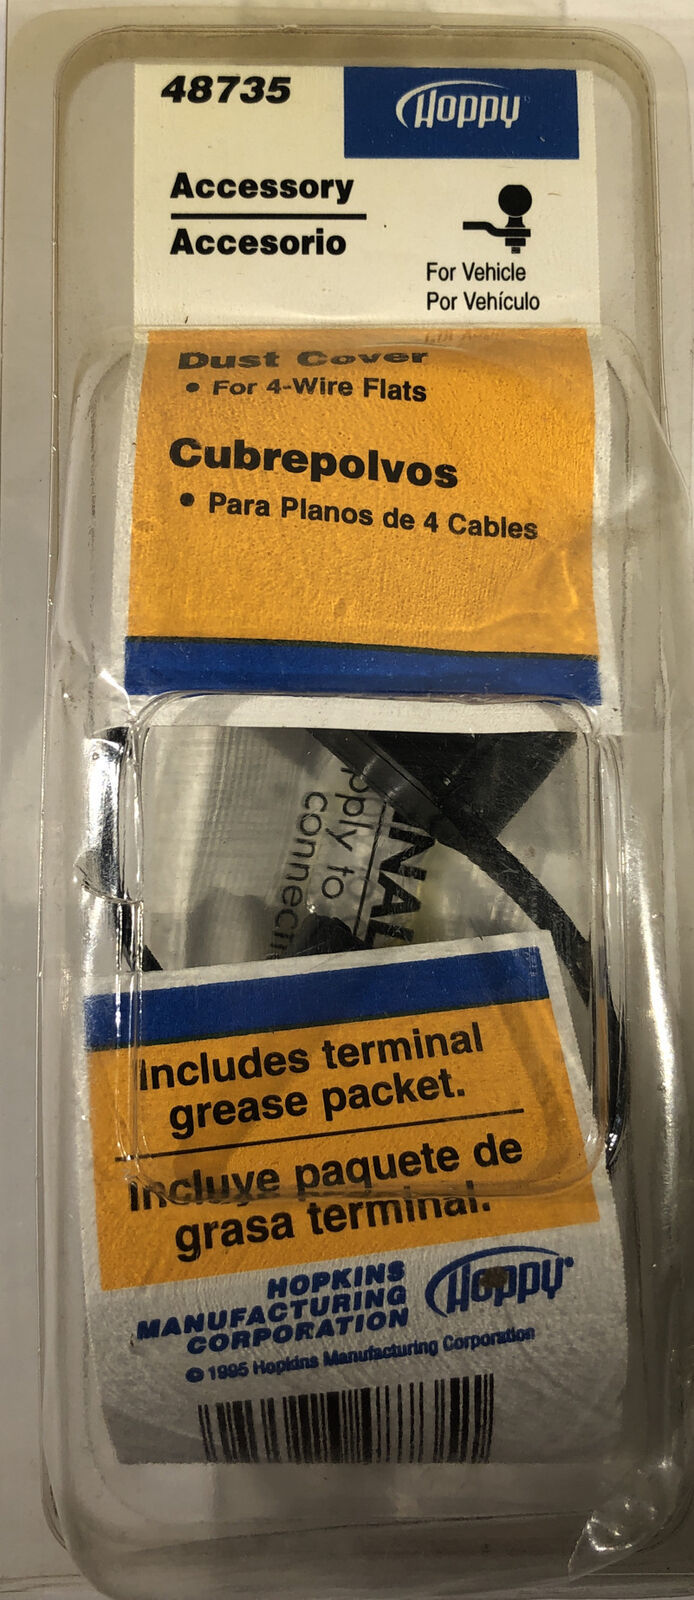 48735
Hoppy
Accessory
Accesorio
For Vehicle
Por Vehículo
Dust Cover
• For 4-Wire Flats
Cubrepolvos
• Para Planos de 4 Cables
to
Includes terminal
grease packet.
Incluye paquete de
grasa terminal.
HOPKINS
MANUFACTURING
CORPORATION
Hoppy®
© 1995 Hopkins Manufacturing Corporation